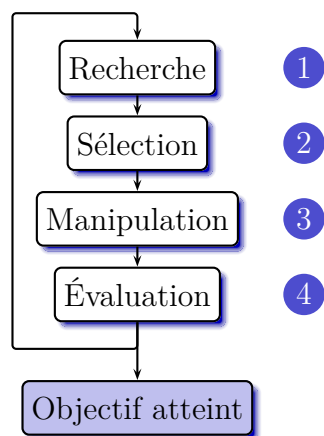 Recherche 1
Sélection 2
Manipulation 3
Évaluation 4
Objectif atteint